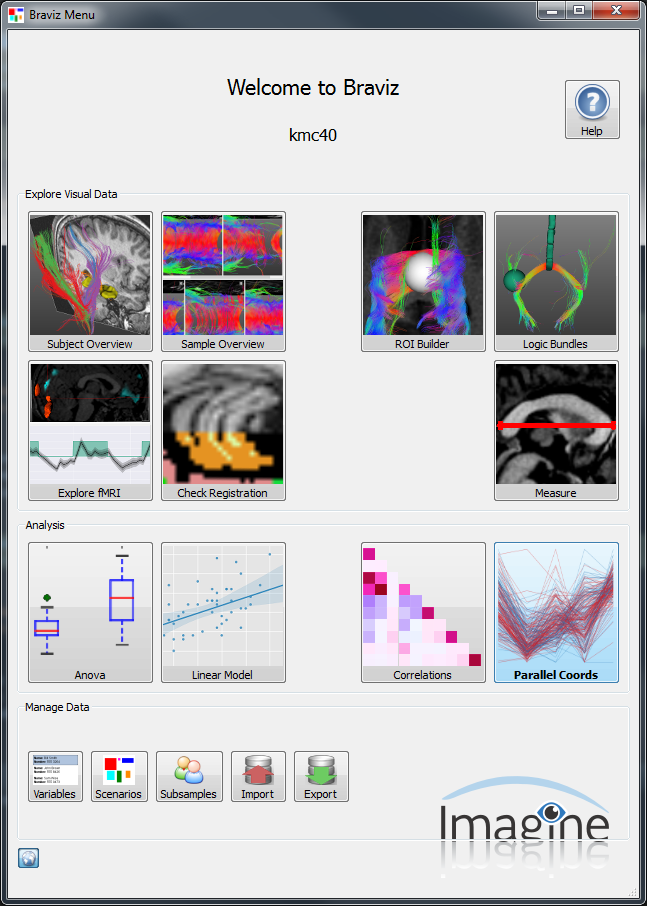 Braviz Menu
Welcome to Braviz
kmc40
Help
Explore Visual Data
Subject Overview
Sample Overview
ROI Builder
Logic Bundles
Explore fMRI
Check Registration
Measure
Analysis
Anova
Linear Model
Correlations
Parallel Coords
Manage Data
Variables
Scenarios
Subsamples
Import
Export
Imagine